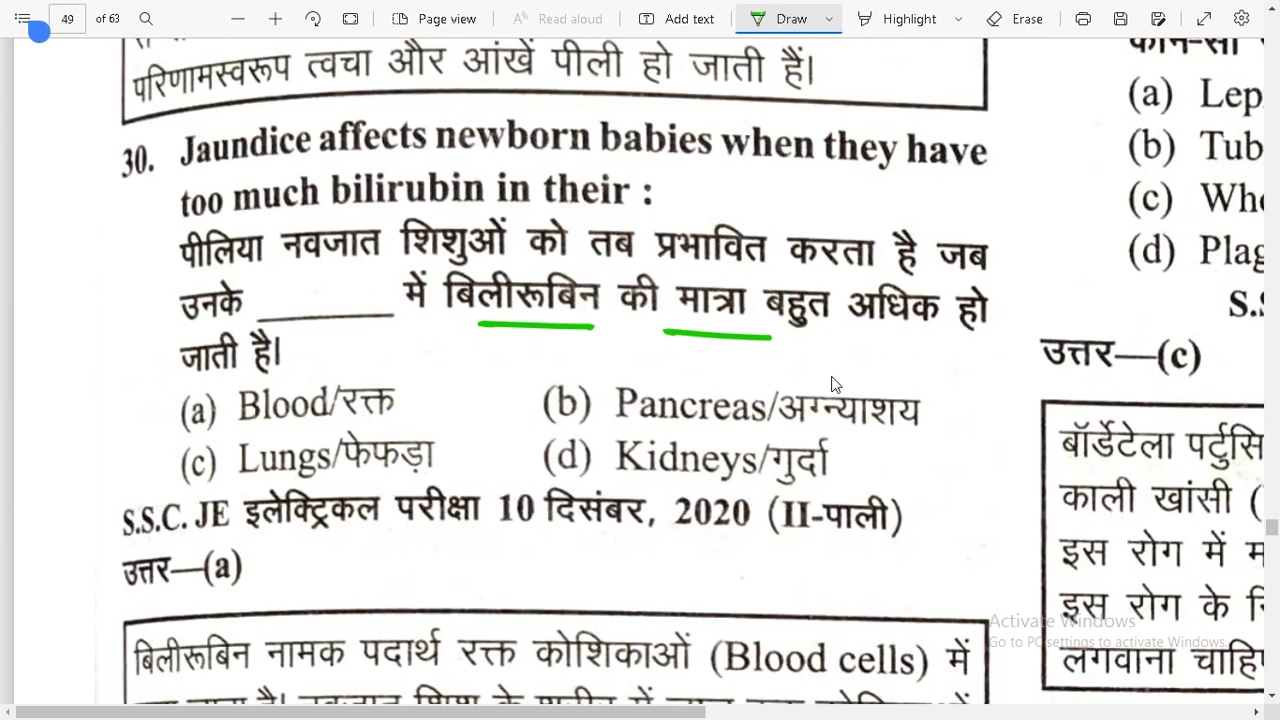 49 of 63 Page view Read aloud Add text Draw Highlight Erase
परिणामस्वरूप त्वचा और आंखें पीली हो जाती हैं।
30. Jaundice affects newborn babies when they have
too much bilirubin in their :
पीलिया नवजात शिशुओं को तब प्रभावित करता है जब
उनके ________ में बिलीरूबिन की मात्रा बहुत अधिक हो
जाती है।
(a) Blood/रक्त (b) Pancreas/अग्न्याशय
(c) Lungs/फेफड़ा (d) Kidneys/गुर्दा
S.S.C. JE इलेक्ट्रिकल परीक्षा 10 दिसंबर, 2020 (II-पाली)
उत्तर—(a)
बिलीरूबिन नामक पदार्थ रक्त कोशिकाओं (Blood cells) में
(a) Lep
(b) Tub
(c) Who
(d) Plag
S.S
उत्तर—(c)
बॉर्डेटेला पर्टुसि
काली खांसी (
इस रोग में म
इस रोग के नि
लगवाना चाहिए
Activate Windows
Go to PC settings to activate Windows.